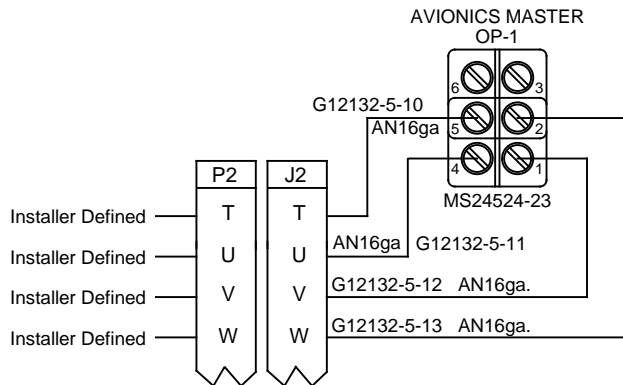 AVIONICS MASTER
OP-1
6 3
G12132-5-10
AN16ga
5 2
4 1
P2 J2
MS24524-23
Installer Defined T T
AN16ga G12132-5-11
Installer Defined U U
G12132-5-12 AN16ga.
Installer Defined V V
G12132-5-13 AN16ga.
Installer Defined W W